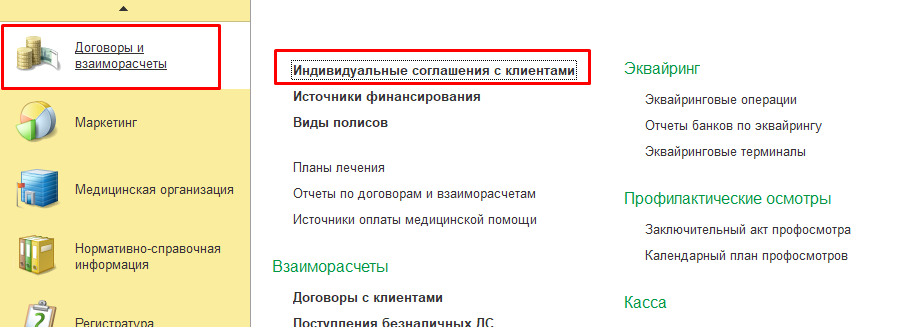 Договоры и
взаиморасчеты
Маркетинг
Медицинская организация
Нормативно-справочная
информация
Регистратура
Индивидуальные соглашения с клиентами
Источники финансирования
Виды полисов
Планы лечения
Отчеты по договорам и взаиморасчетам
Источники оплаты медицинской помощи
Взаиморасчеты
Договоры с клиентами
Поступления безналичных ДС
Эквайринг
Эквайринговые операции
Отчеты банков по эквайрингу
Эквайринговые терминалы
Профилактические осмотры
Заключительный акт профосмотра
Календарный план профосмотров
Касса